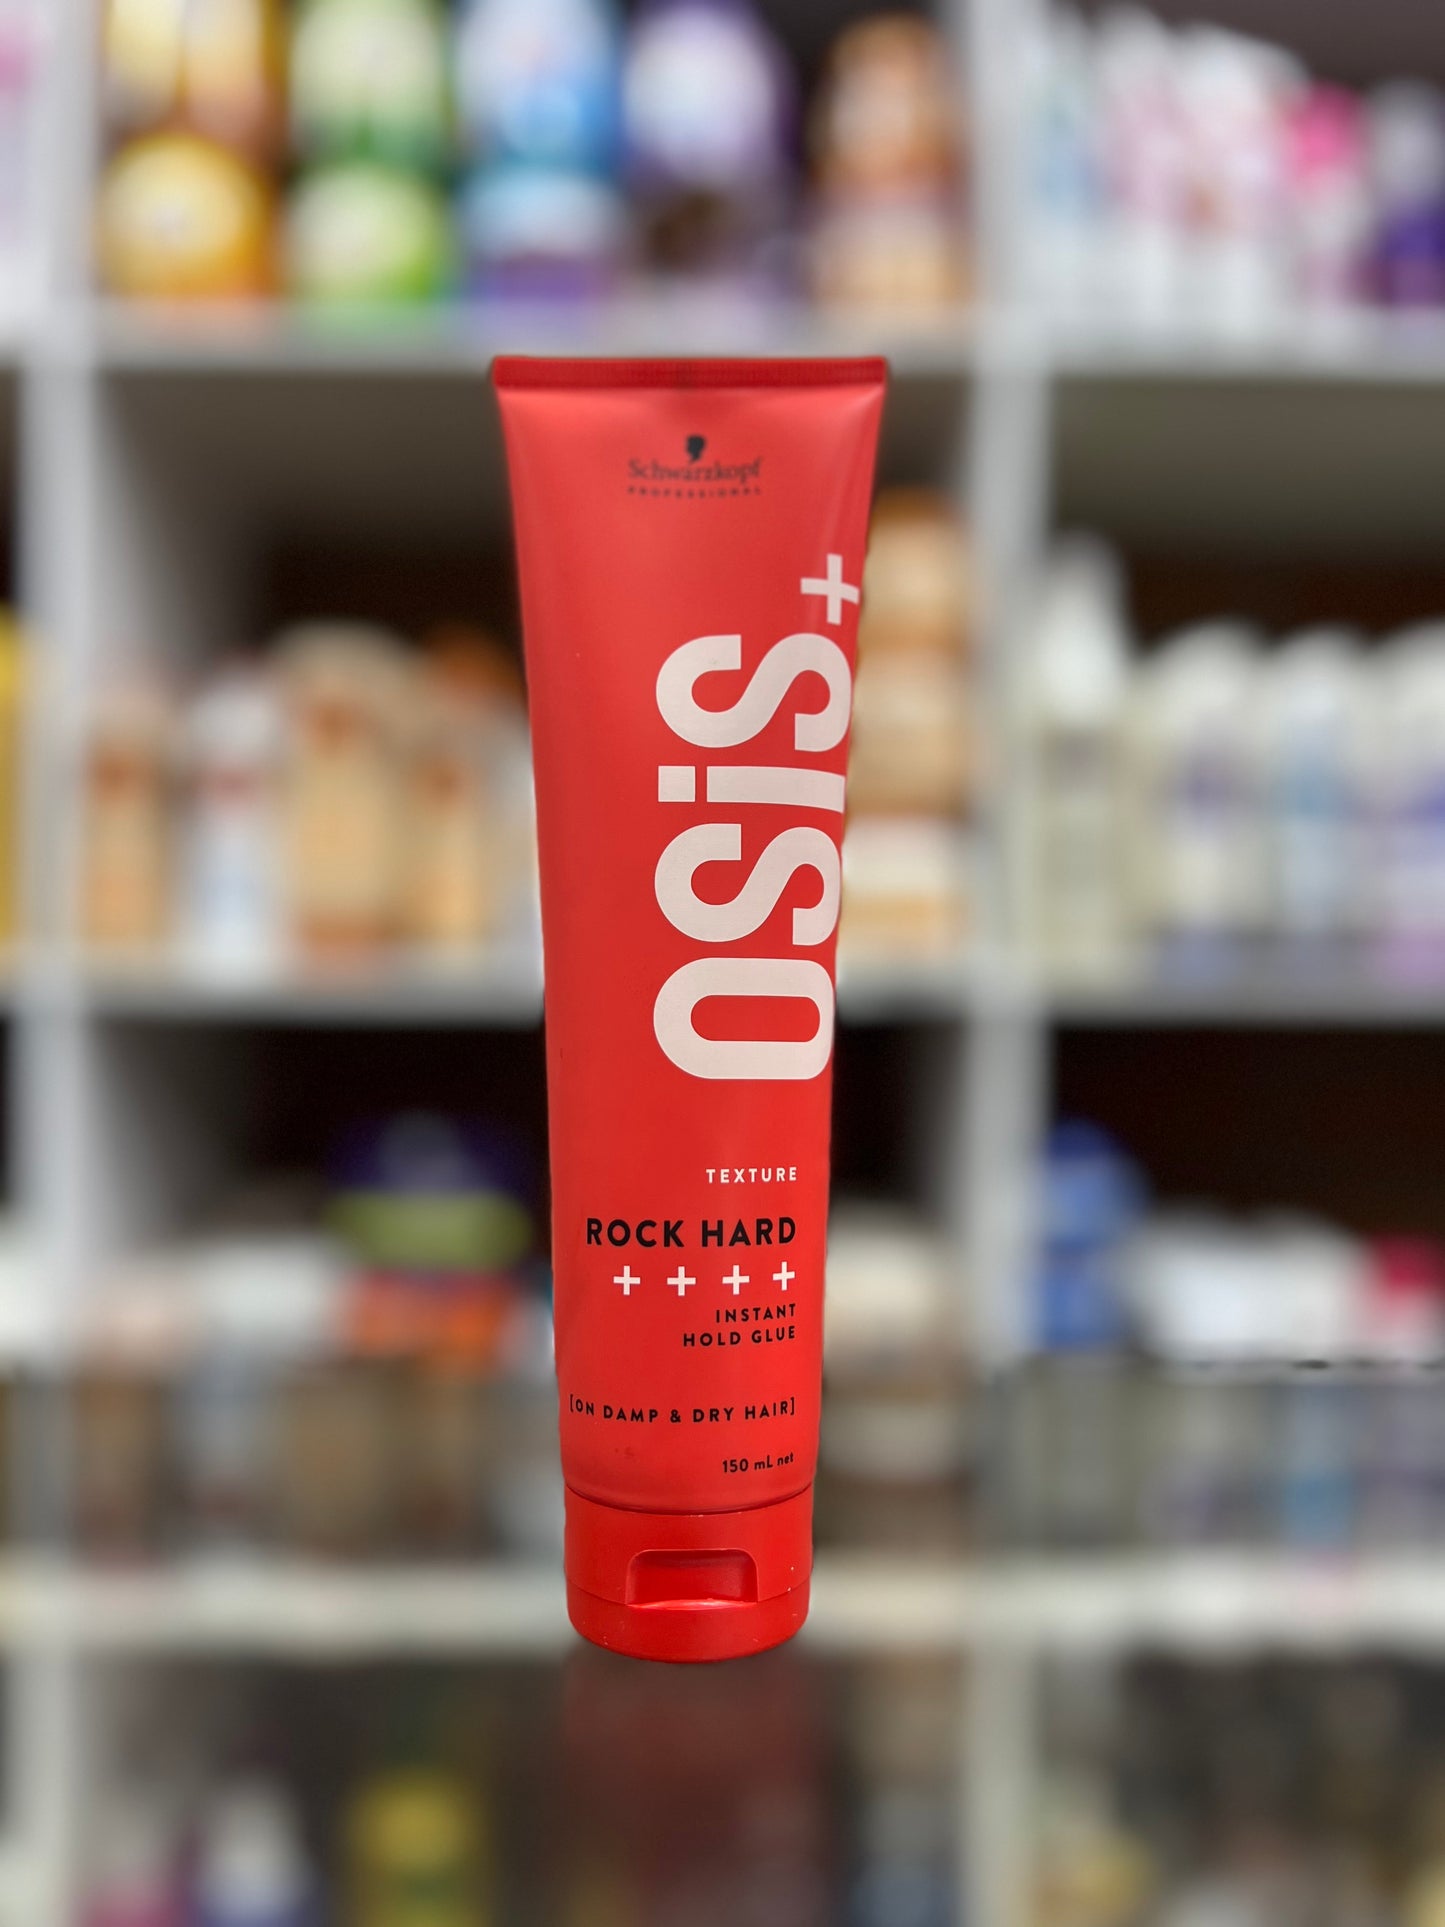 Schwarzkopf
PROFESSIONAL
OSiS+
TEXTURE
ROCK HARD
++++
INSTANT
HOLD GLUE
[ON DAMP & DRY HAIR]
150 mL net